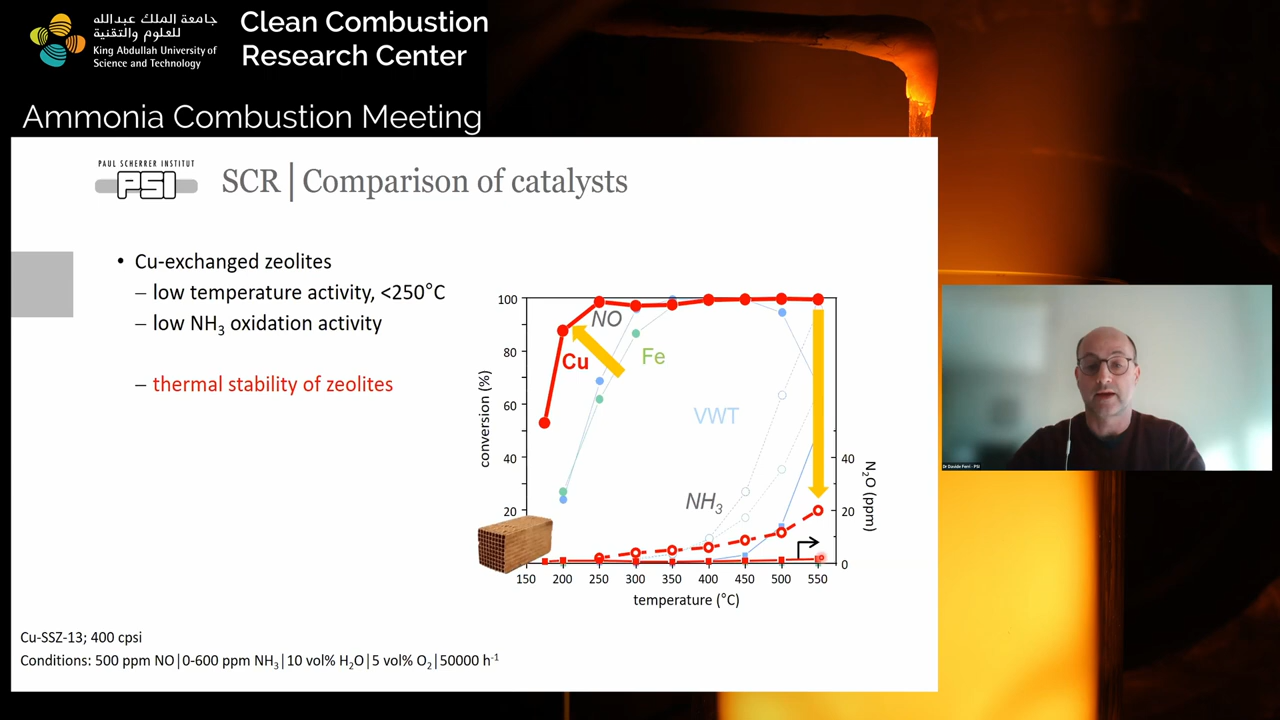 جامعة الملك عبدالله
للعلوم والتقنية
King Abdullah University of
Science and Technology
Clean Combustion
Research Center
Ammonia Combustion Meeting
PAUL SCHERRER INSTITUT
PSI
SCR | Comparison of catalysts
• Cu-exchanged zeolites
– low temperature activity, <250°C
– low NH₃ oxidation activity
– thermal stability of zeolites
100
80
60
40
20
conversion (%)
NO
Cu
Fe
VWT
NH₃
40
20
0
N₂O (ppm)
150 200 250 300 350 400 450 500 550
temperature (°C)
Cu-SSZ-13; 400 cpsi
Conditions: 500 ppm NO|0-600 ppm NH₃|10 vol% H₂O|5 vol% O₂|50000 h⁻¹
Dr Davide Ferri - PSI